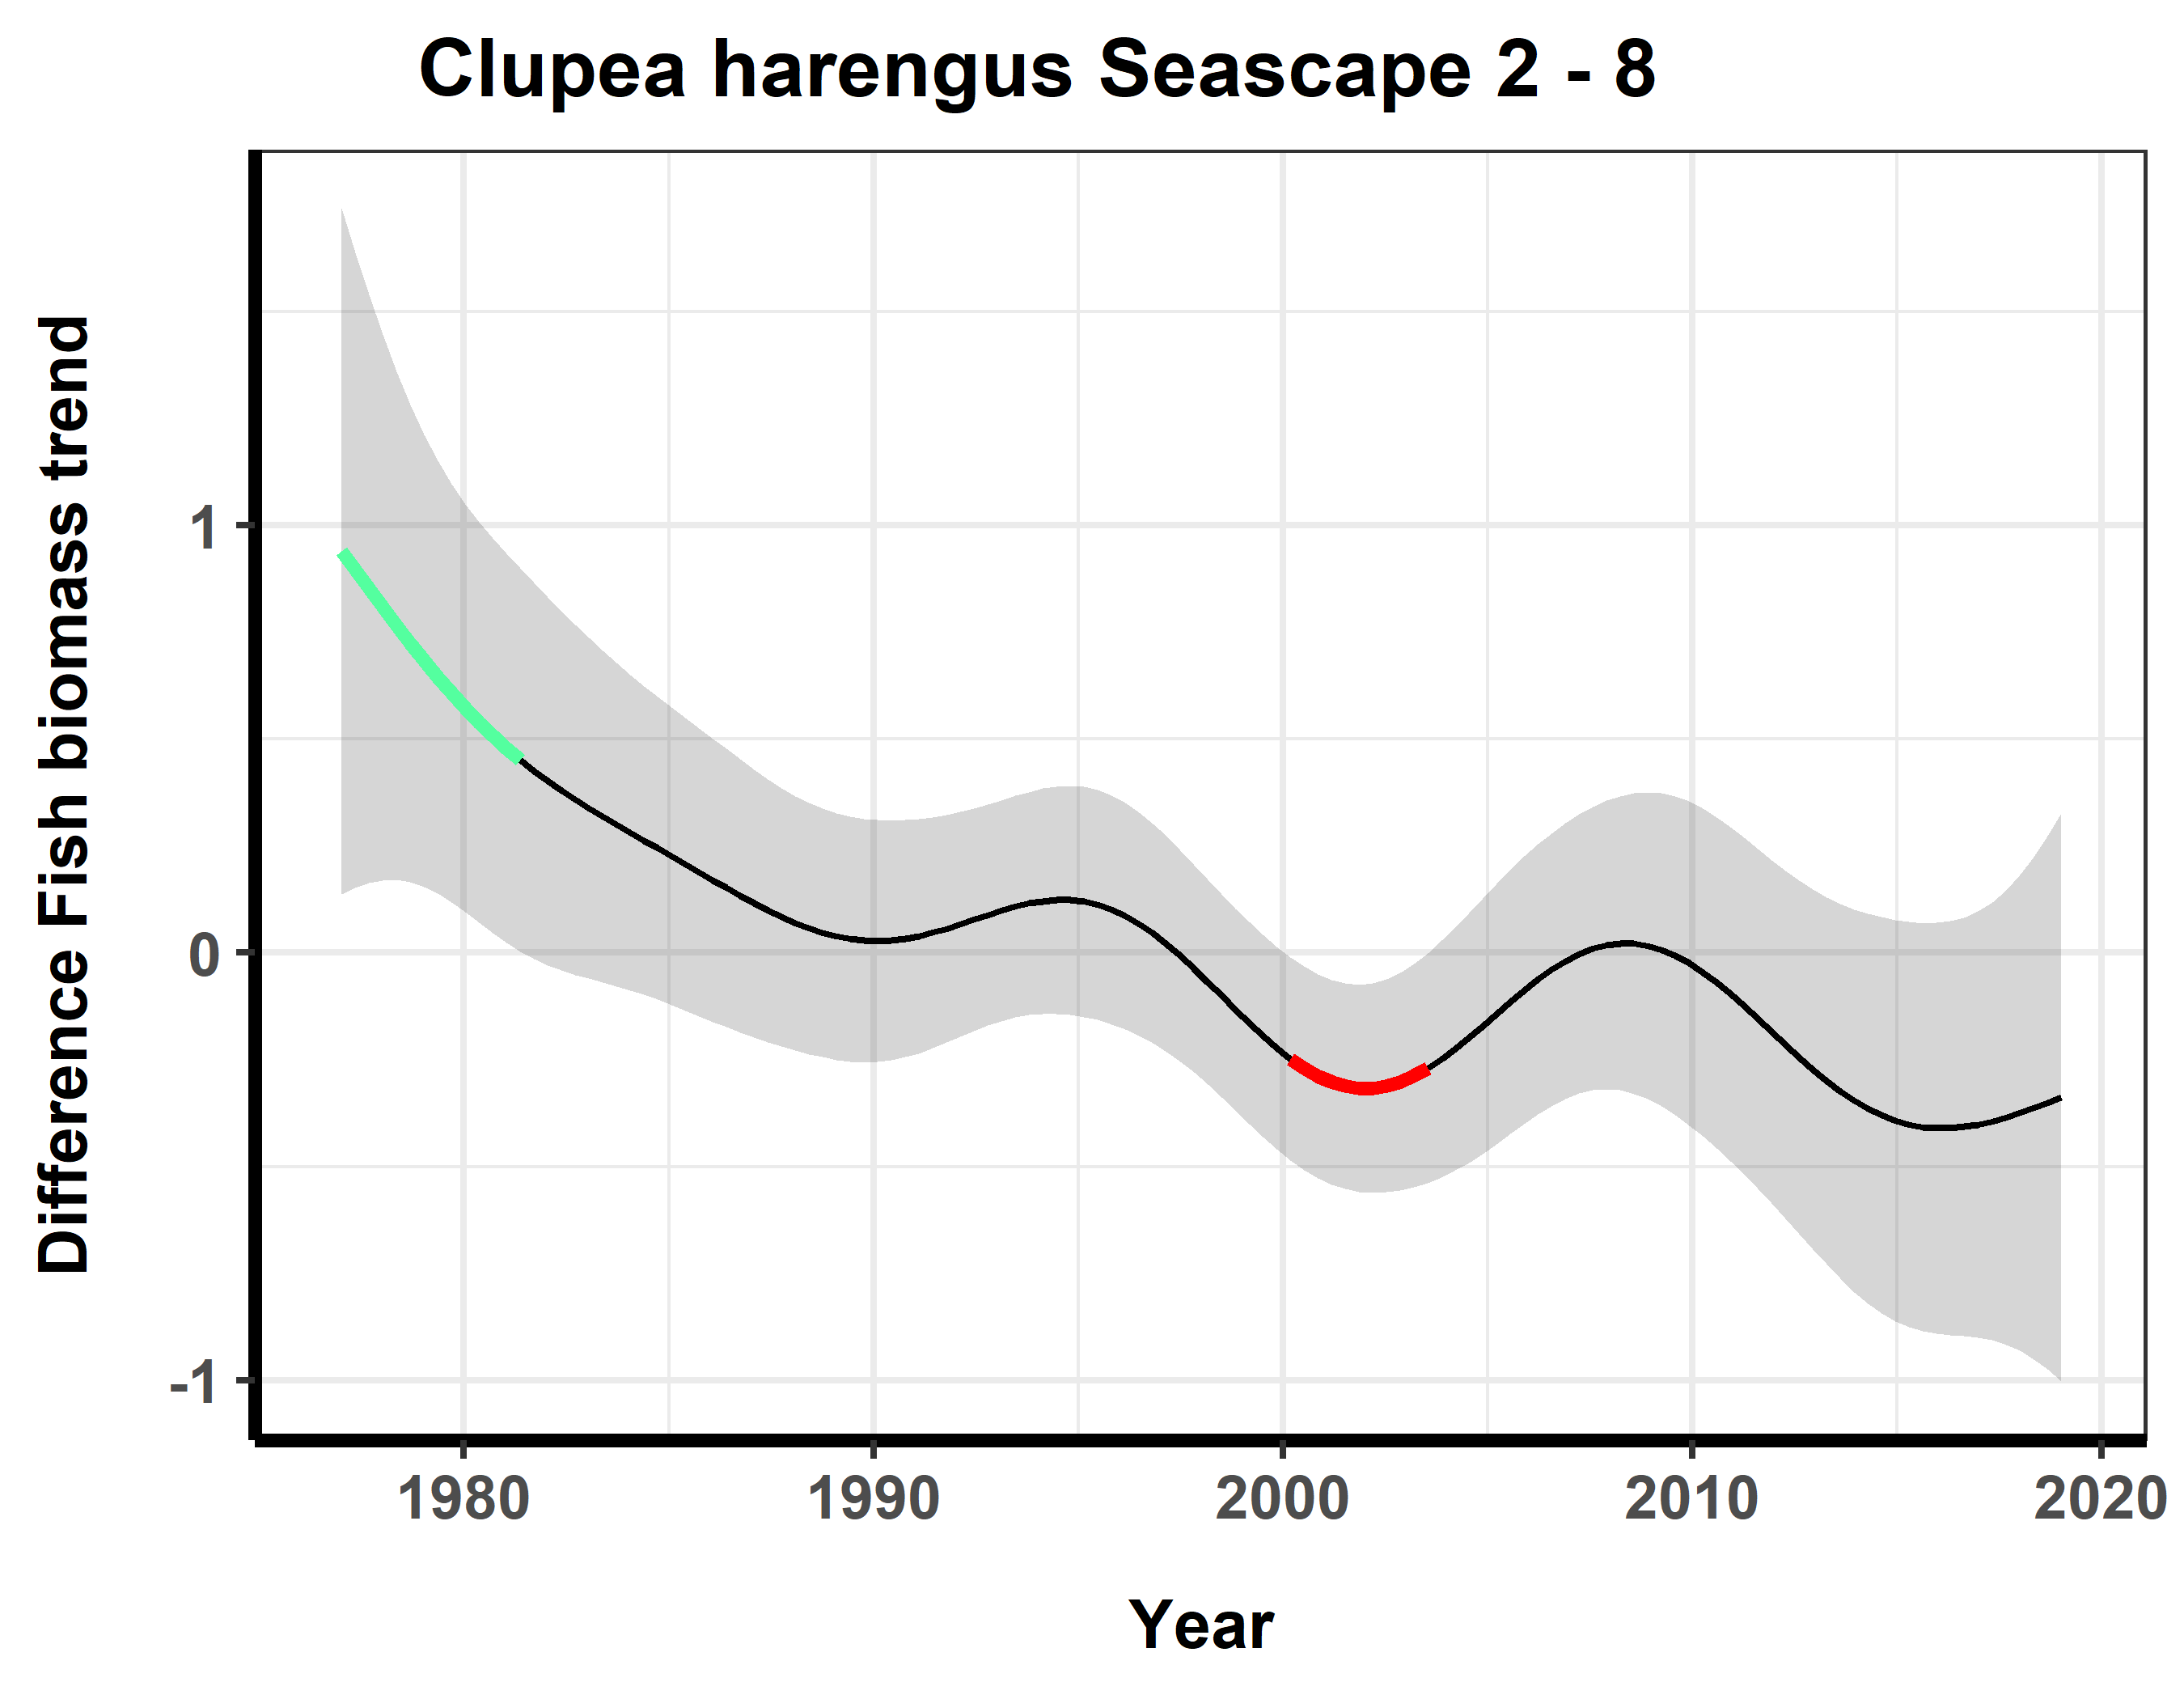 Clupea harengus Seascape 2 - 8
Difference Fish biomass trend
1
0
-1
1980 1990 2000 2010 2020
Year